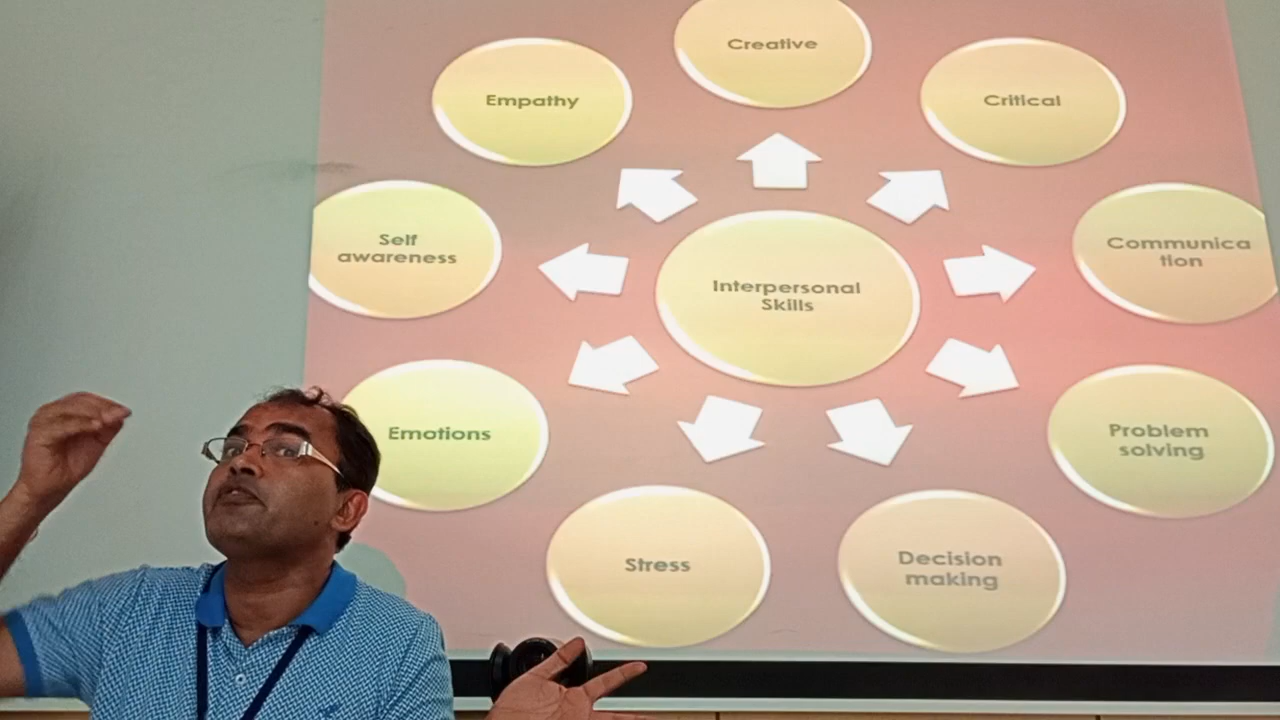 Creative
Empathy
Critical
Self
awareness
Interpersonal
Skills
Communica
tion
Emotions
Problem
solving
Stress
Decision
making